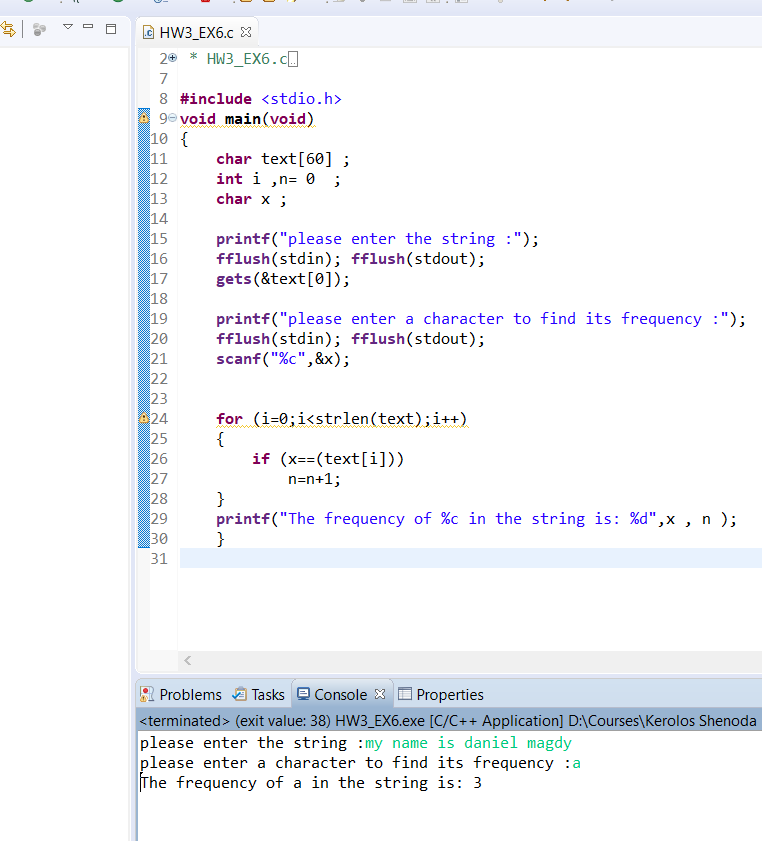 HW3_EX6.c
2 * HW3_EX6.c
7
8 #include <stdio.h>
9 void main(void)
10 {
11 char text[60] ;
12 int i ,n= 0 ;
13 char x ;
14
15 printf("please enter the string :");
16 fflush(stdin); fflush(stdout);
17 gets(&text[0]);
18
19 printf("please enter a character to find its frequency :");
20 fflush(stdin); fflush(stdout);
21 scanf("%c",&x);
22
23
24 for (i=0;i<strlen(text);i++)
25 {
26 if (x==(text[i]))
27 n=n+1;
28 }
29 printf("The frequency of %c in the string is: %d",x , n );
30 }
31
Problems Tasks Console Properties
<terminated> (exit value: 38) HW3_EX6.exe [C/C++ Application] D:\Courses\Kerolos Shenoda
please enter the string :my name is daniel magdy
please enter a character to find its frequency :a
The frequency of a in the string is: 3